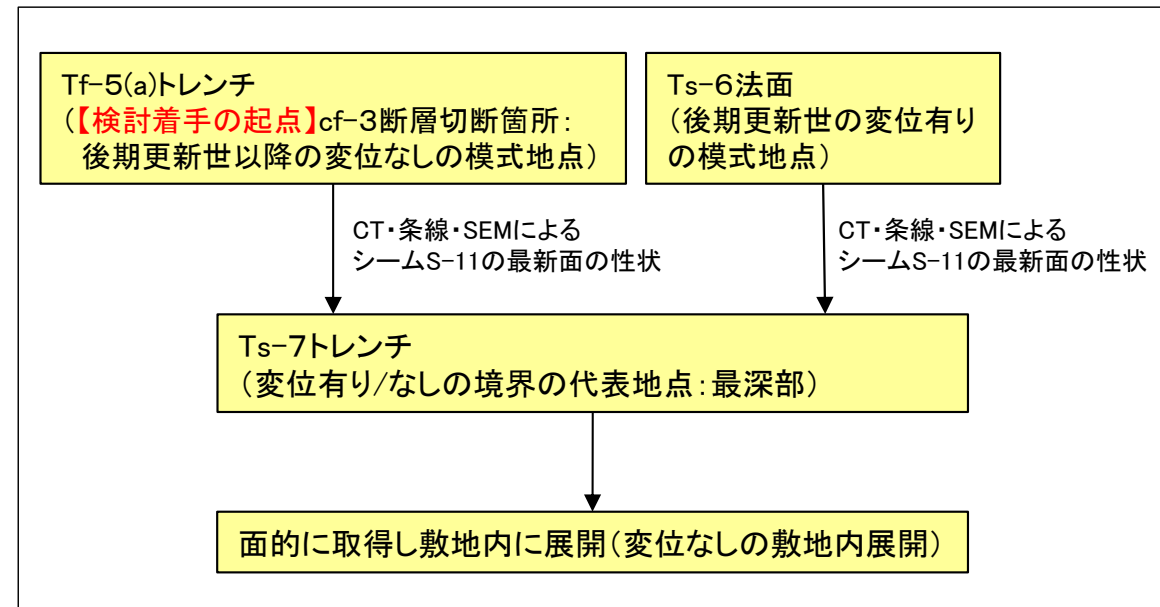 Tf-5(a)トレンチ
(【検討着手の起点】cf-3断層切断箇所:
後期更新世以降の変位なしの模式地点)
Ts-6法面
(後期更新世の変位有り
の模式地点)
CT・条線・SEMによる
シームS-11の最新面の性状
CT・条線・SEMによる
シームS-11の最新面の性状
Ts-7トレンチ
(変位有り/なしの境界の代表地点:最深部)
面的に取得し敷地内に展開(変位なしの敷地内展開)